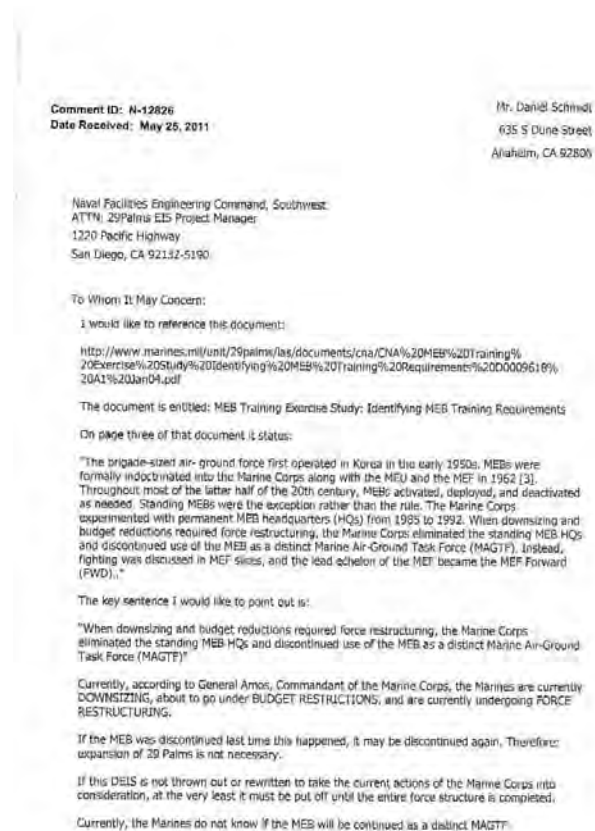 Comment ID: N-12826
Date Received: May 25, 2011
Mr. Daniel Schmidt
635 S Dune Street
Anaheim, CA 92806
Naval Facilities Engineering Command, Southwest
ATTN: 29Palms EIS Project Manager
1220 Pacific Highway
San Diego, CA 92132-5190
To Whom It May Concern:
I would like to reference this document:
http://www.marines.mil/unit/29palms/las/documents/cna/CNA%20MEB%20Training%
20Exercise%20Study%20Identifying%20MEB%20Training%20Requirements%20D0009618%
20A1%20Jan04.pdf
The document is entitled: MEB Training Exercise Study: Identifying MEB Training Requirements
On page three of that document it status:
"The brigade-sized air- ground force first operated in Korea in the early 1950s. MEBs were
formally indoctrinated into the Marine Corps along with the MEU and the MEF in 1962 [3].
Throughout most of the latter half of the 20th century, MEBs activated, deployed, and deactivated
as needed. Standing MEBs were the exception rather than the rule. The Marine Corps
experimented with permanent MEB headquarters (HQs) from 1985 to 1992. When downsizing and
budget reductions required force restructuring, the Marine Corps eliminated the standing MEB HQs
and discontinued use of the MEB as a distinct Marine Air-Ground Task Force (MAGTF). Instead,
fighting was discussed in MEF slices, and the lead echelon of the MEF became the MEF Forward
(FWD).."
The key sentence I would like to point out is:
"When downsizing and budget reductions required force restructuring, the Marine Corps
eliminated the standing MEB HQs and discontinued use of the MEB as a distinct Marine Air-Ground
Task Force (MAGTF)"
Currently, according to General Amos, Commandant of the Marine Corps, the Marines are currently
DOWNSIZING, about to go under BUDGET RESTRICTIONS, and are currently undergoing FORCE
RESTRUCTURING.
If the MEB was discontinued last time this happened, it may be discontinued again. Therefore:
expansion of 29 Palms is not necessary.
If this DEIS is not thrown out or rewritten to take the current actions of the Marine Corps into
consideration, at the very least it must be put off until the entire force structure is completed.
Currently, the Marines do not know if the MEB will be continued as a distinct MAGTF.